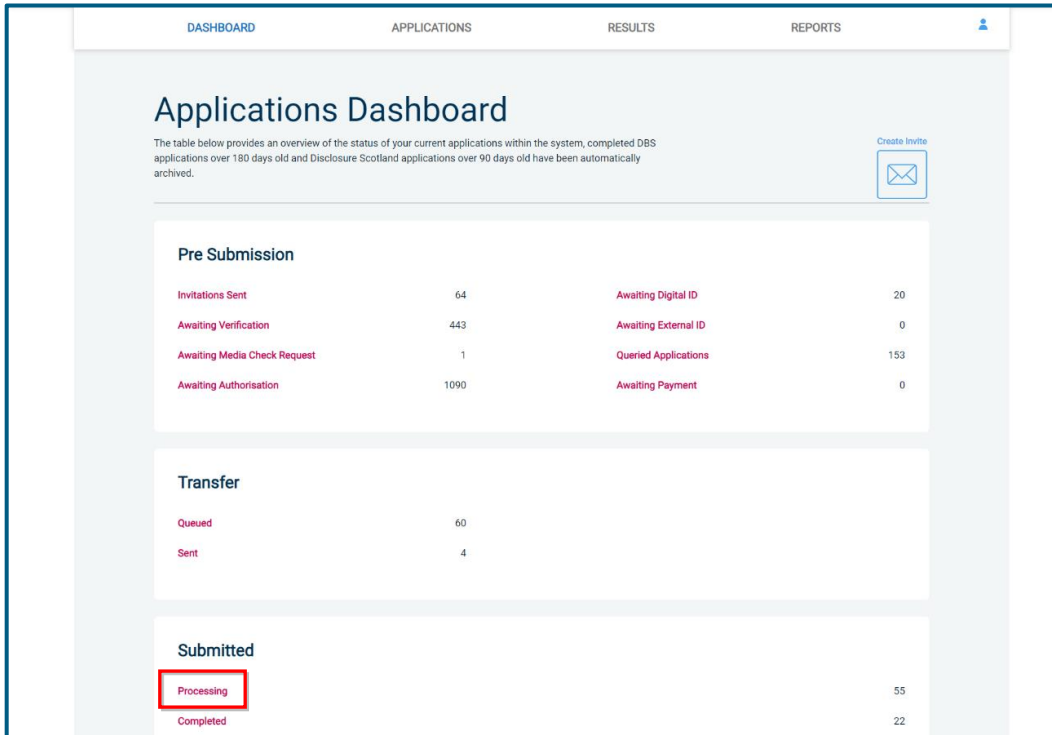 DASHBOARD APPLICATIONS RESULTS REPORTS
Applications Dashboard
The table below provides an overview of the status of your current applications within the system, completed DBS
applications over 180 days old and Disclosure Scotland applications over 90 days old have been automatically
archived.
Create Invite
Pre Submission
Invitations Sent 64 Awaiting Digital ID 20
Awaiting Verification 443 Awaiting External ID 0
Awaiting Media Check Request 1 Queried Applications 153
Awaiting Authorisation 1090 Awaiting Payment 0
Transfer
Queued 60
Sent 4
Submitted
Processing 55
Completed 22